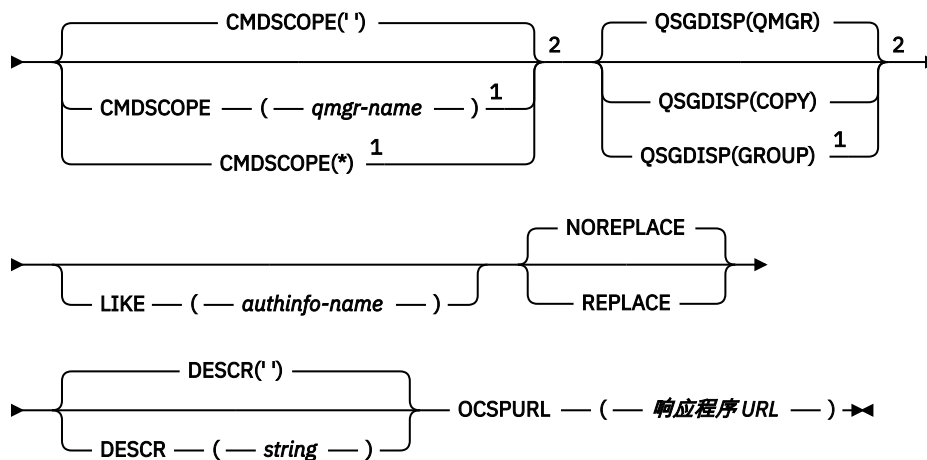 CMDSCOPE(' ') QSGDISP(QMGR)
2 2
CMDSCOPE ( qmgr-name ) 1 QSGDISP(COPY)
CMDSCOPE(*) 1 QSGDISP(GROUP) 1
NOREPLACE
LIKE ( authinfo-name ) REPLACE
DESCR(' ')
OCSPURL ( 响应程序 URL )
DESCR ( string )